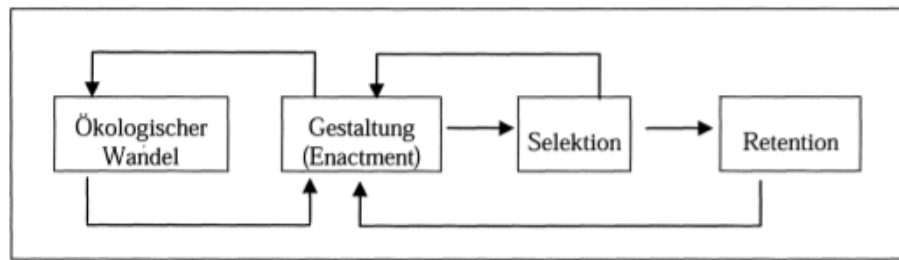 Ökologischer
Wandel
Gestaltung
(Enactment)
Selektion
Retention